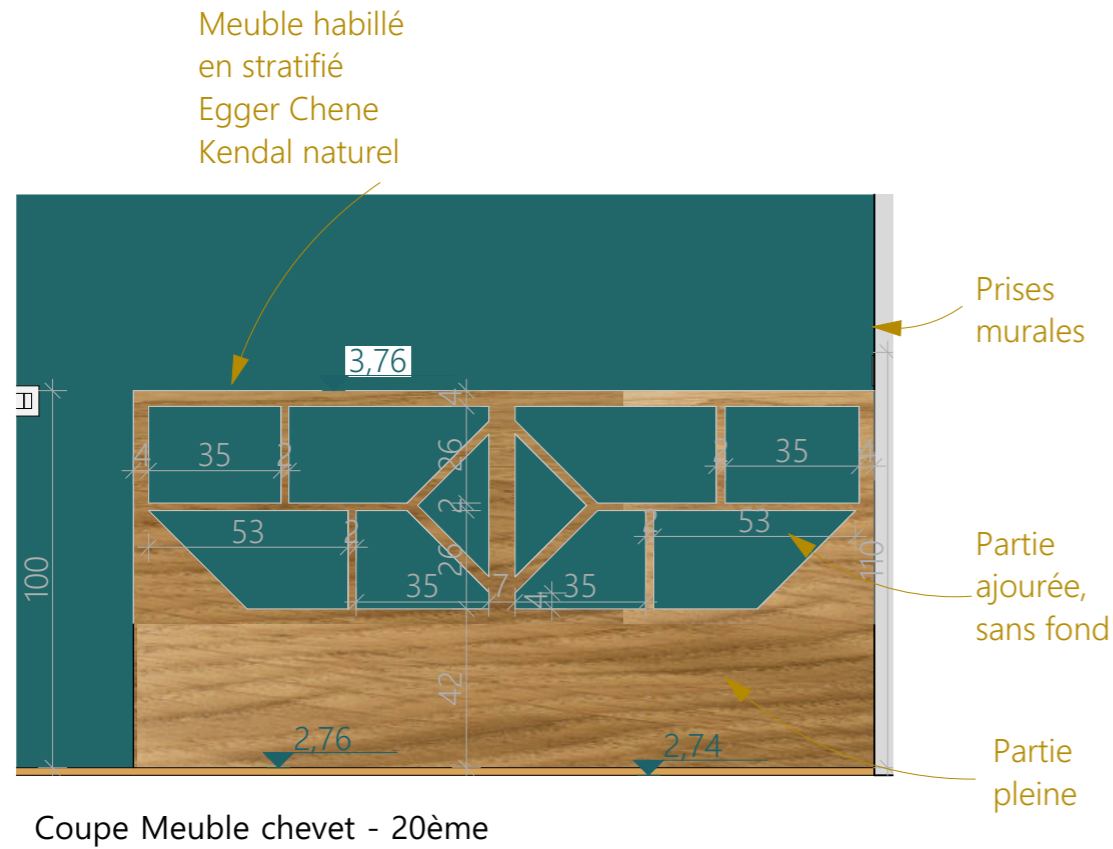 Meuble habillé
en stratifié
Egger Chene
Kendal naturel
Prises
murales
3,76
4
4
35
2
26
2
35
4
2
53
2
26
2
53
35
7
4
35
100
110
Partie
ajourée,
sans fond
42
2,76
2,74
Partie
pleine
Coupe Meuble chevet - 20ème